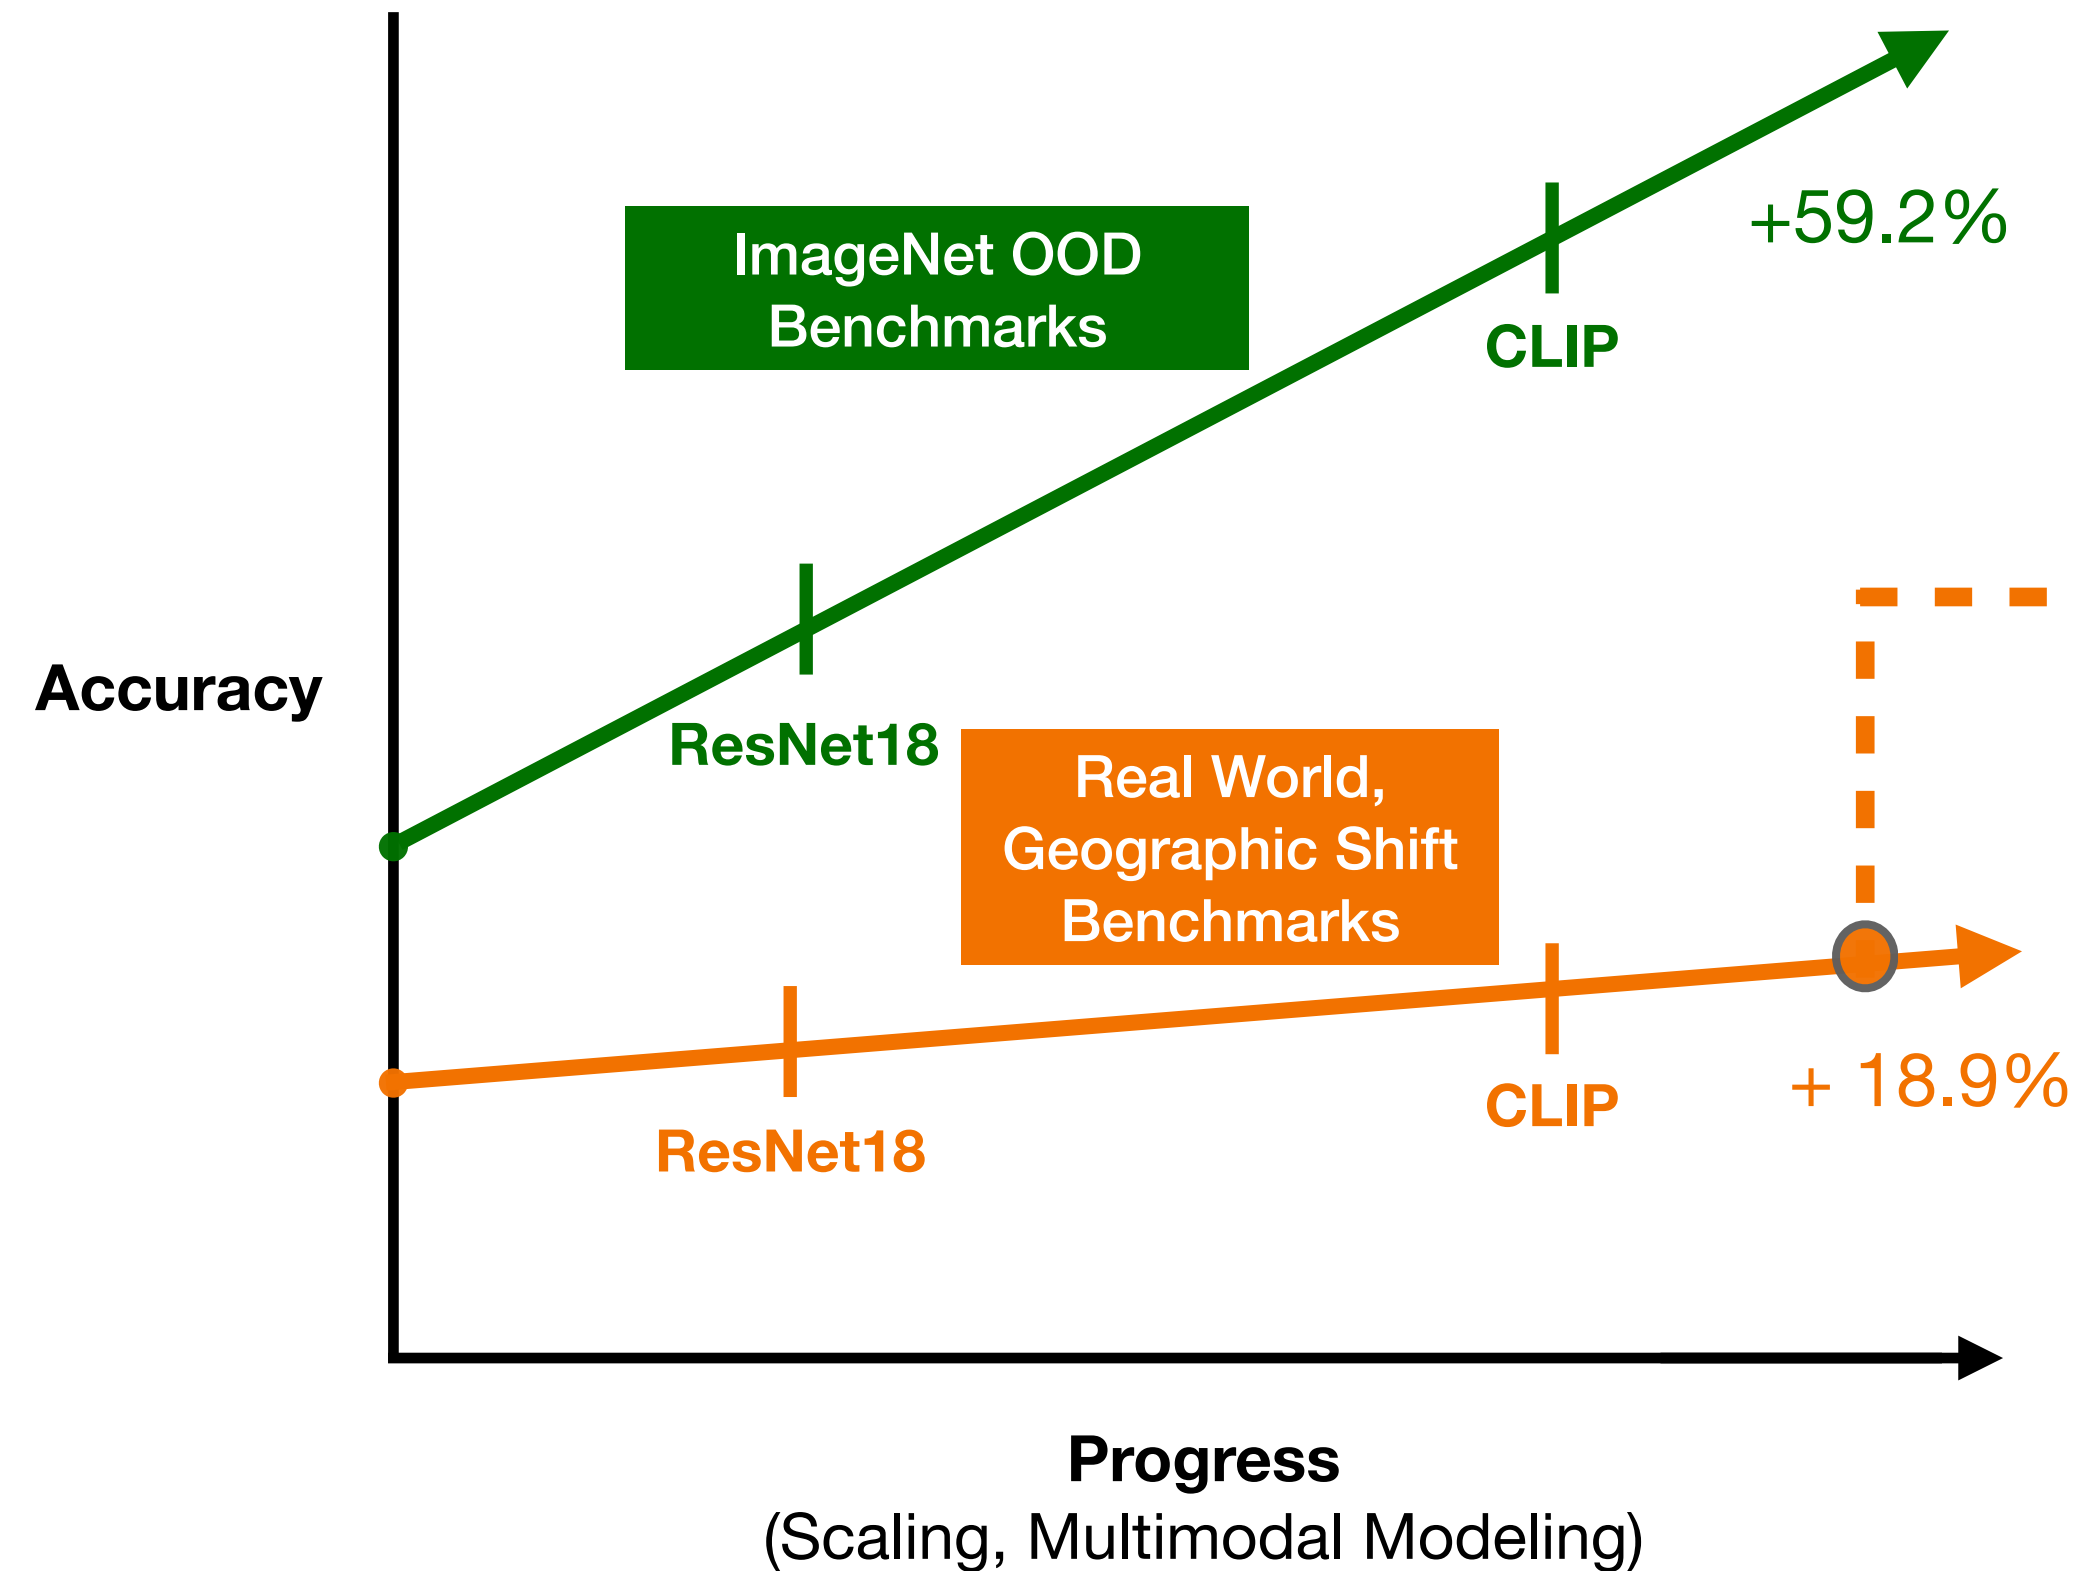 +59.2%
ImageNet OOD
Benchmarks
CLIP
Accuracy
ResNet18
Real World,
Geographic Shift
Benchmarks
+ 18.9%
CLIP
ResNet18
Progress
(Scaling, Multimodal Modeling)